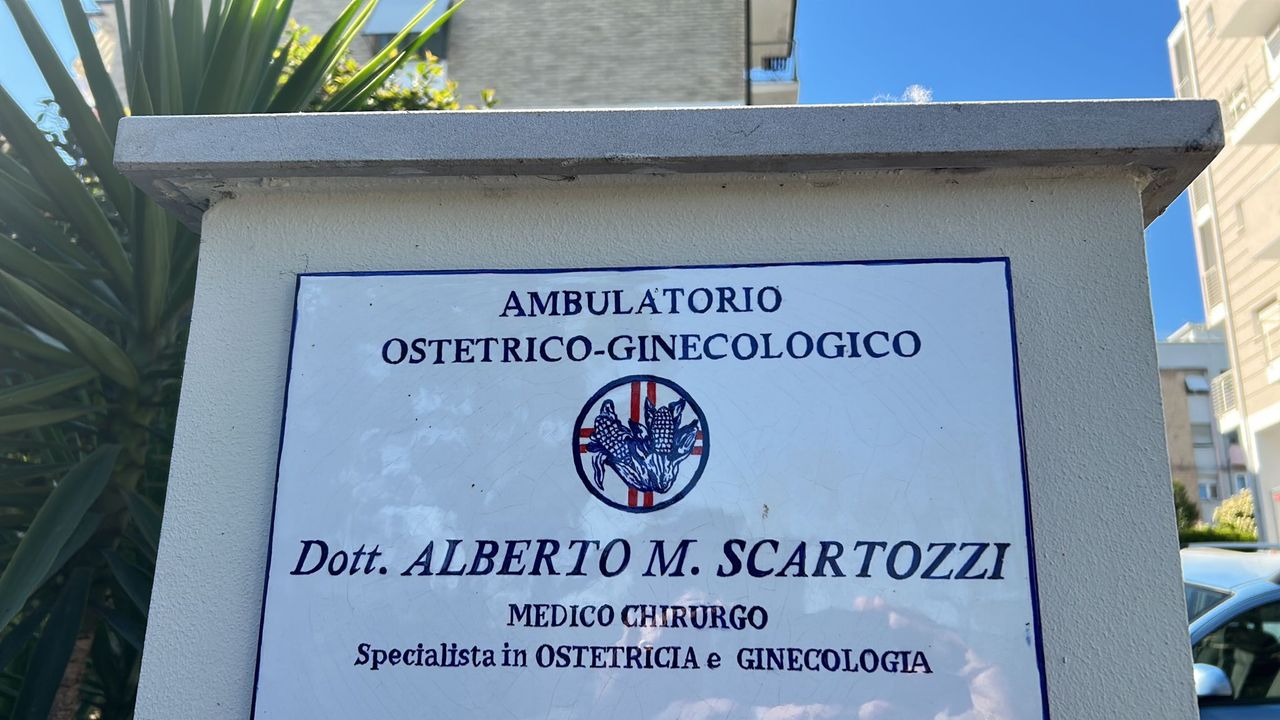 AMBULATORIO
OSTETRICO-GINECOLOGICO
Dott. ALBERTO M. SCARTOZZI
MEDICO CHIRURGO
Specialista in OSTETRICIA e GINECOLOGIA